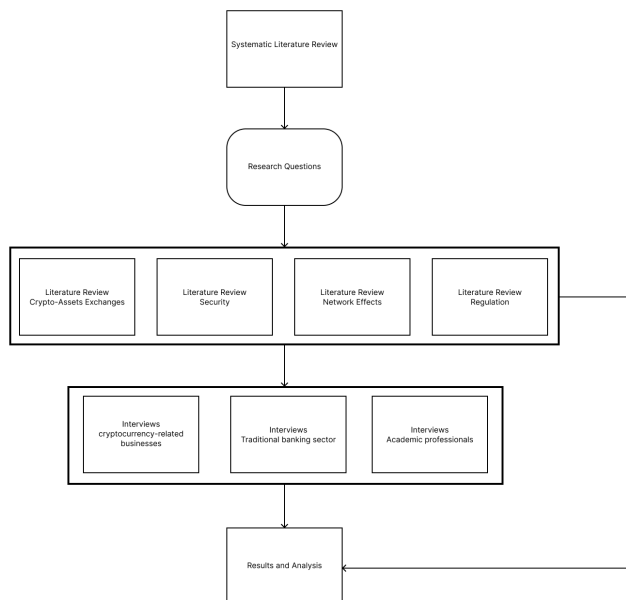 Systematic Literature Review
Research Questions
Literature Review
Crypto-Assets Exchanges
Literature Review
Security
Literature Review
Network Effects
Literature Review
Regulation
Interviews
cryptocurrency-related
businesses
Interviews
Traditional banking sector
Interviews
Academic professionals
Results and Analysis